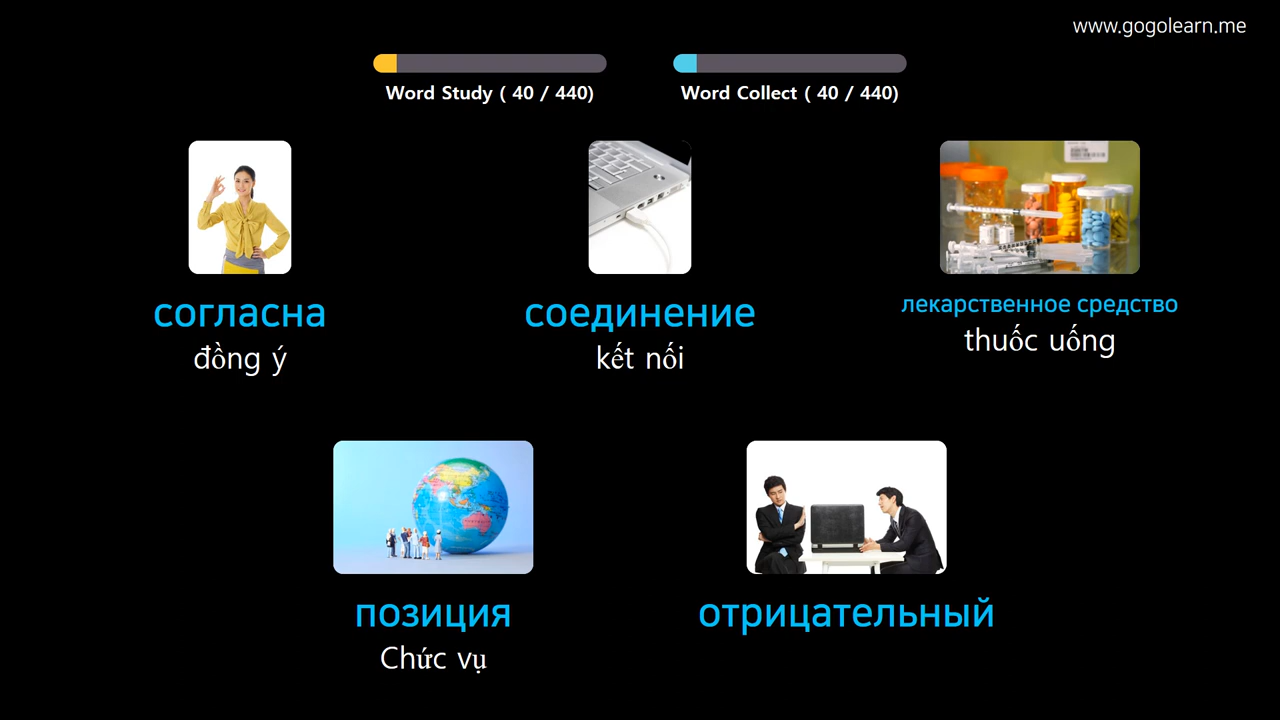 www.gogolearn.me
Word Study ( 40 / 440)
Word Collect ( 40 / 440)
согласна
đồng ý
соединение
kết nối
лекарственное средство
thuốc uống
позиция
Chức vụ
отрицательный